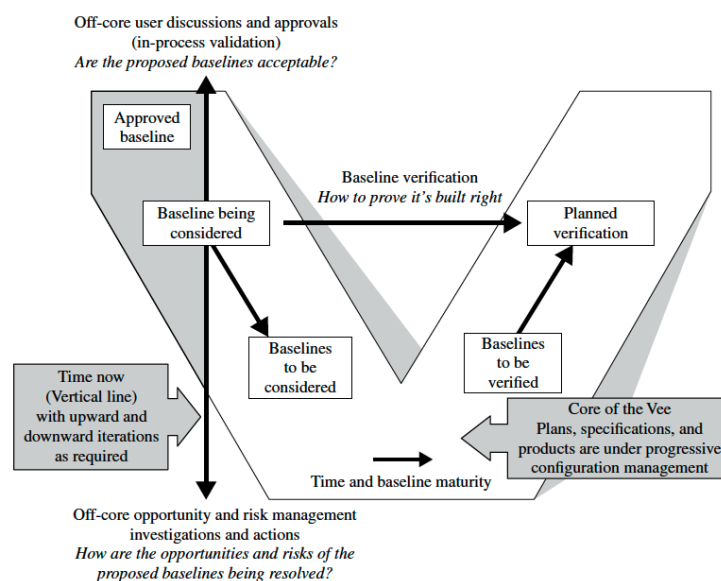 Off-core user discussions and approvals
(in-process validation)
Are the proposed baselines acceptable?
Approved
baseline
Baseline verification
How to prove it's built right
Baseline being
considered
Planned
verification
Baselines
to be
considered
Baselines
to be
verified
Time now
(Vertical line)
with upward and
downward iterations
as required
Core of the Vee
Plans, specifications, and
products are under progressive
configuration management
Time and baseline maturity
Off-core opportunity and risk management
investigations and actions
How are the opportunities and risks of the
proposed baselines being resolved?